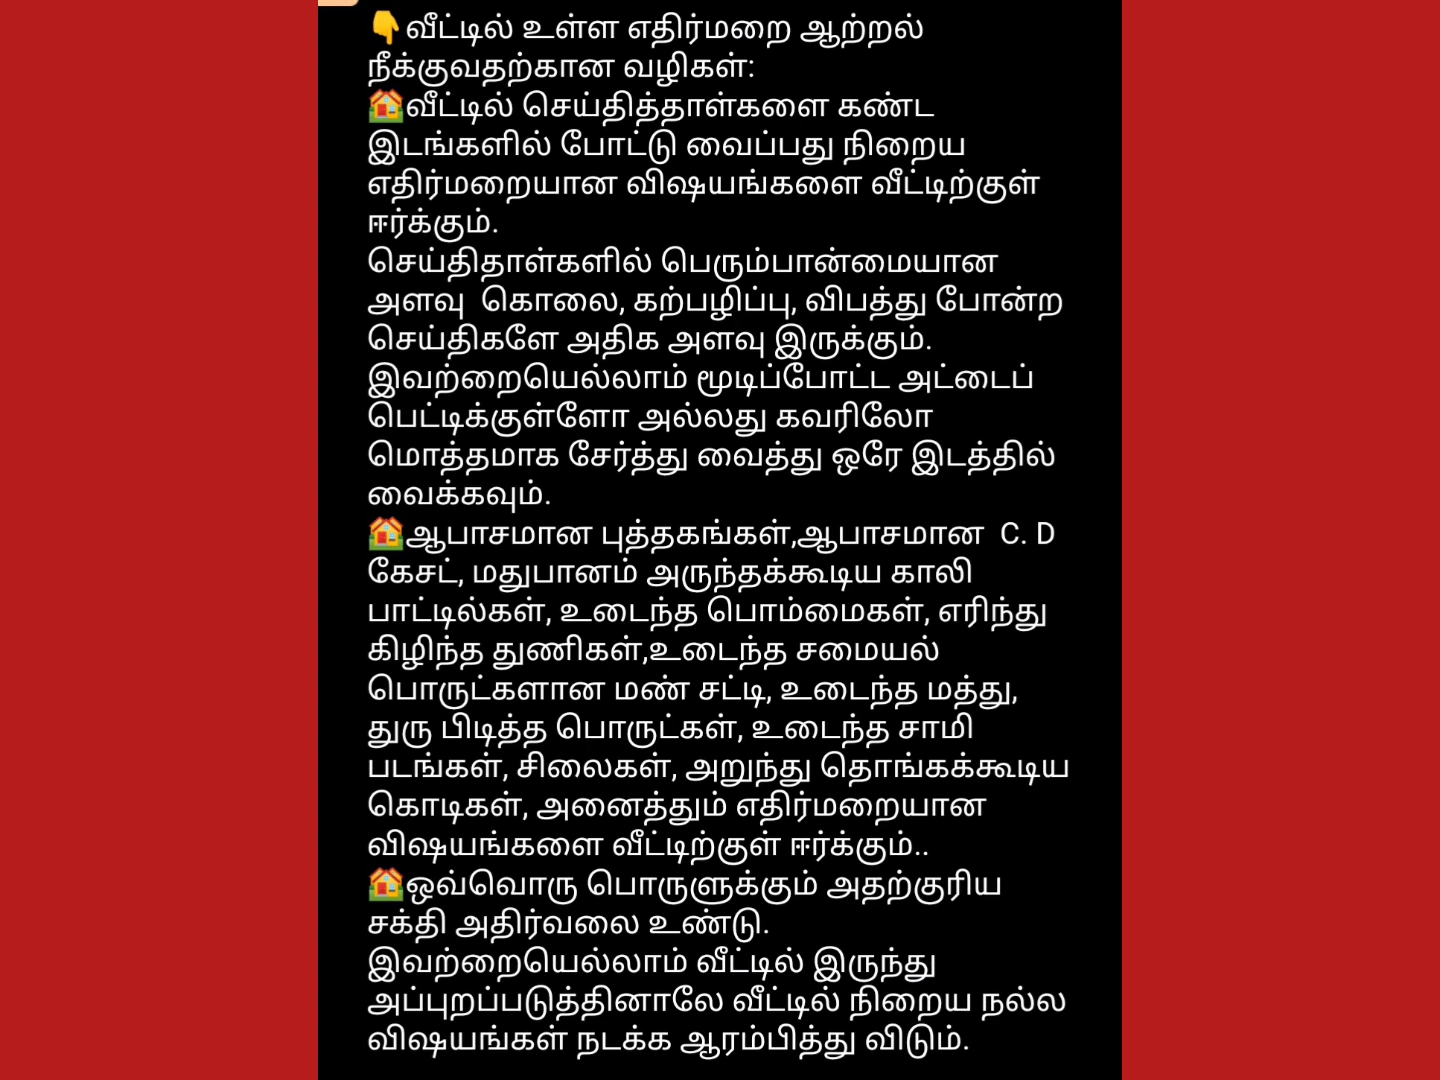 👇வீட்டில் உள்ள எதிர்மறை ஆற்றல்
நீக்குவதற்கான வழிகள்:
🏠வீட்டில் செய்தித்தாள்களை கண்ட
இடங்களில் போட்டு வைப்பது நிறைய
எதிர்மறையான விஷயங்களை வீட்டிற்குள்
ஈர்க்கும்.
செய்திதாள்களில் பெரும்பான்மையான
அளவு  கொலை, கற்பழிப்பு, விபத்து போன்ற
செய்திகளே அதிக அளவு இருக்கும்.
இவற்றையெல்லாம் மூடிப்போட்ட அட்டைப்
பெட்டிக்குள்ளோ அல்லது கவரிலோ
மொத்தமாக சேர்த்து வைத்து ஒரே இடத்தில்
வைக்கவும்.
🏠ஆபாசமான புத்தகங்கள்,ஆபாசமான  C. D
கேசட், மதுபானம் அருந்தக்கூடிய காலி
பாட்டில்கள், உடைந்த பொம்மைகள், எரிந்து
கிழிந்த துணிகள்,உடைந்த சமையல்
பொருட்களான மண் சட்டி, உடைந்த மத்து,
துரு பிடித்த பொருட்கள், உடைந்த சாமி
படங்கள், சிலைகள், அறுந்து தொங்கக்கூடிய
கொடிகள், அனைத்தும் எதிர்மறையான
விஷயங்களை வீட்டிற்குள் ஈர்க்கும்..
🏠ஒவ்வொரு பொருளுக்கும் அதற்குரிய
சக்தி அதிர்வலை உண்டு.
இவற்றையெல்லாம் வீட்டில் இருந்து
அப்புறப்படுத்தினாலே வீட்டில் நிறைய நல்ல
விஷயங்கள் நடக்க ஆரம்பித்து விடும்.